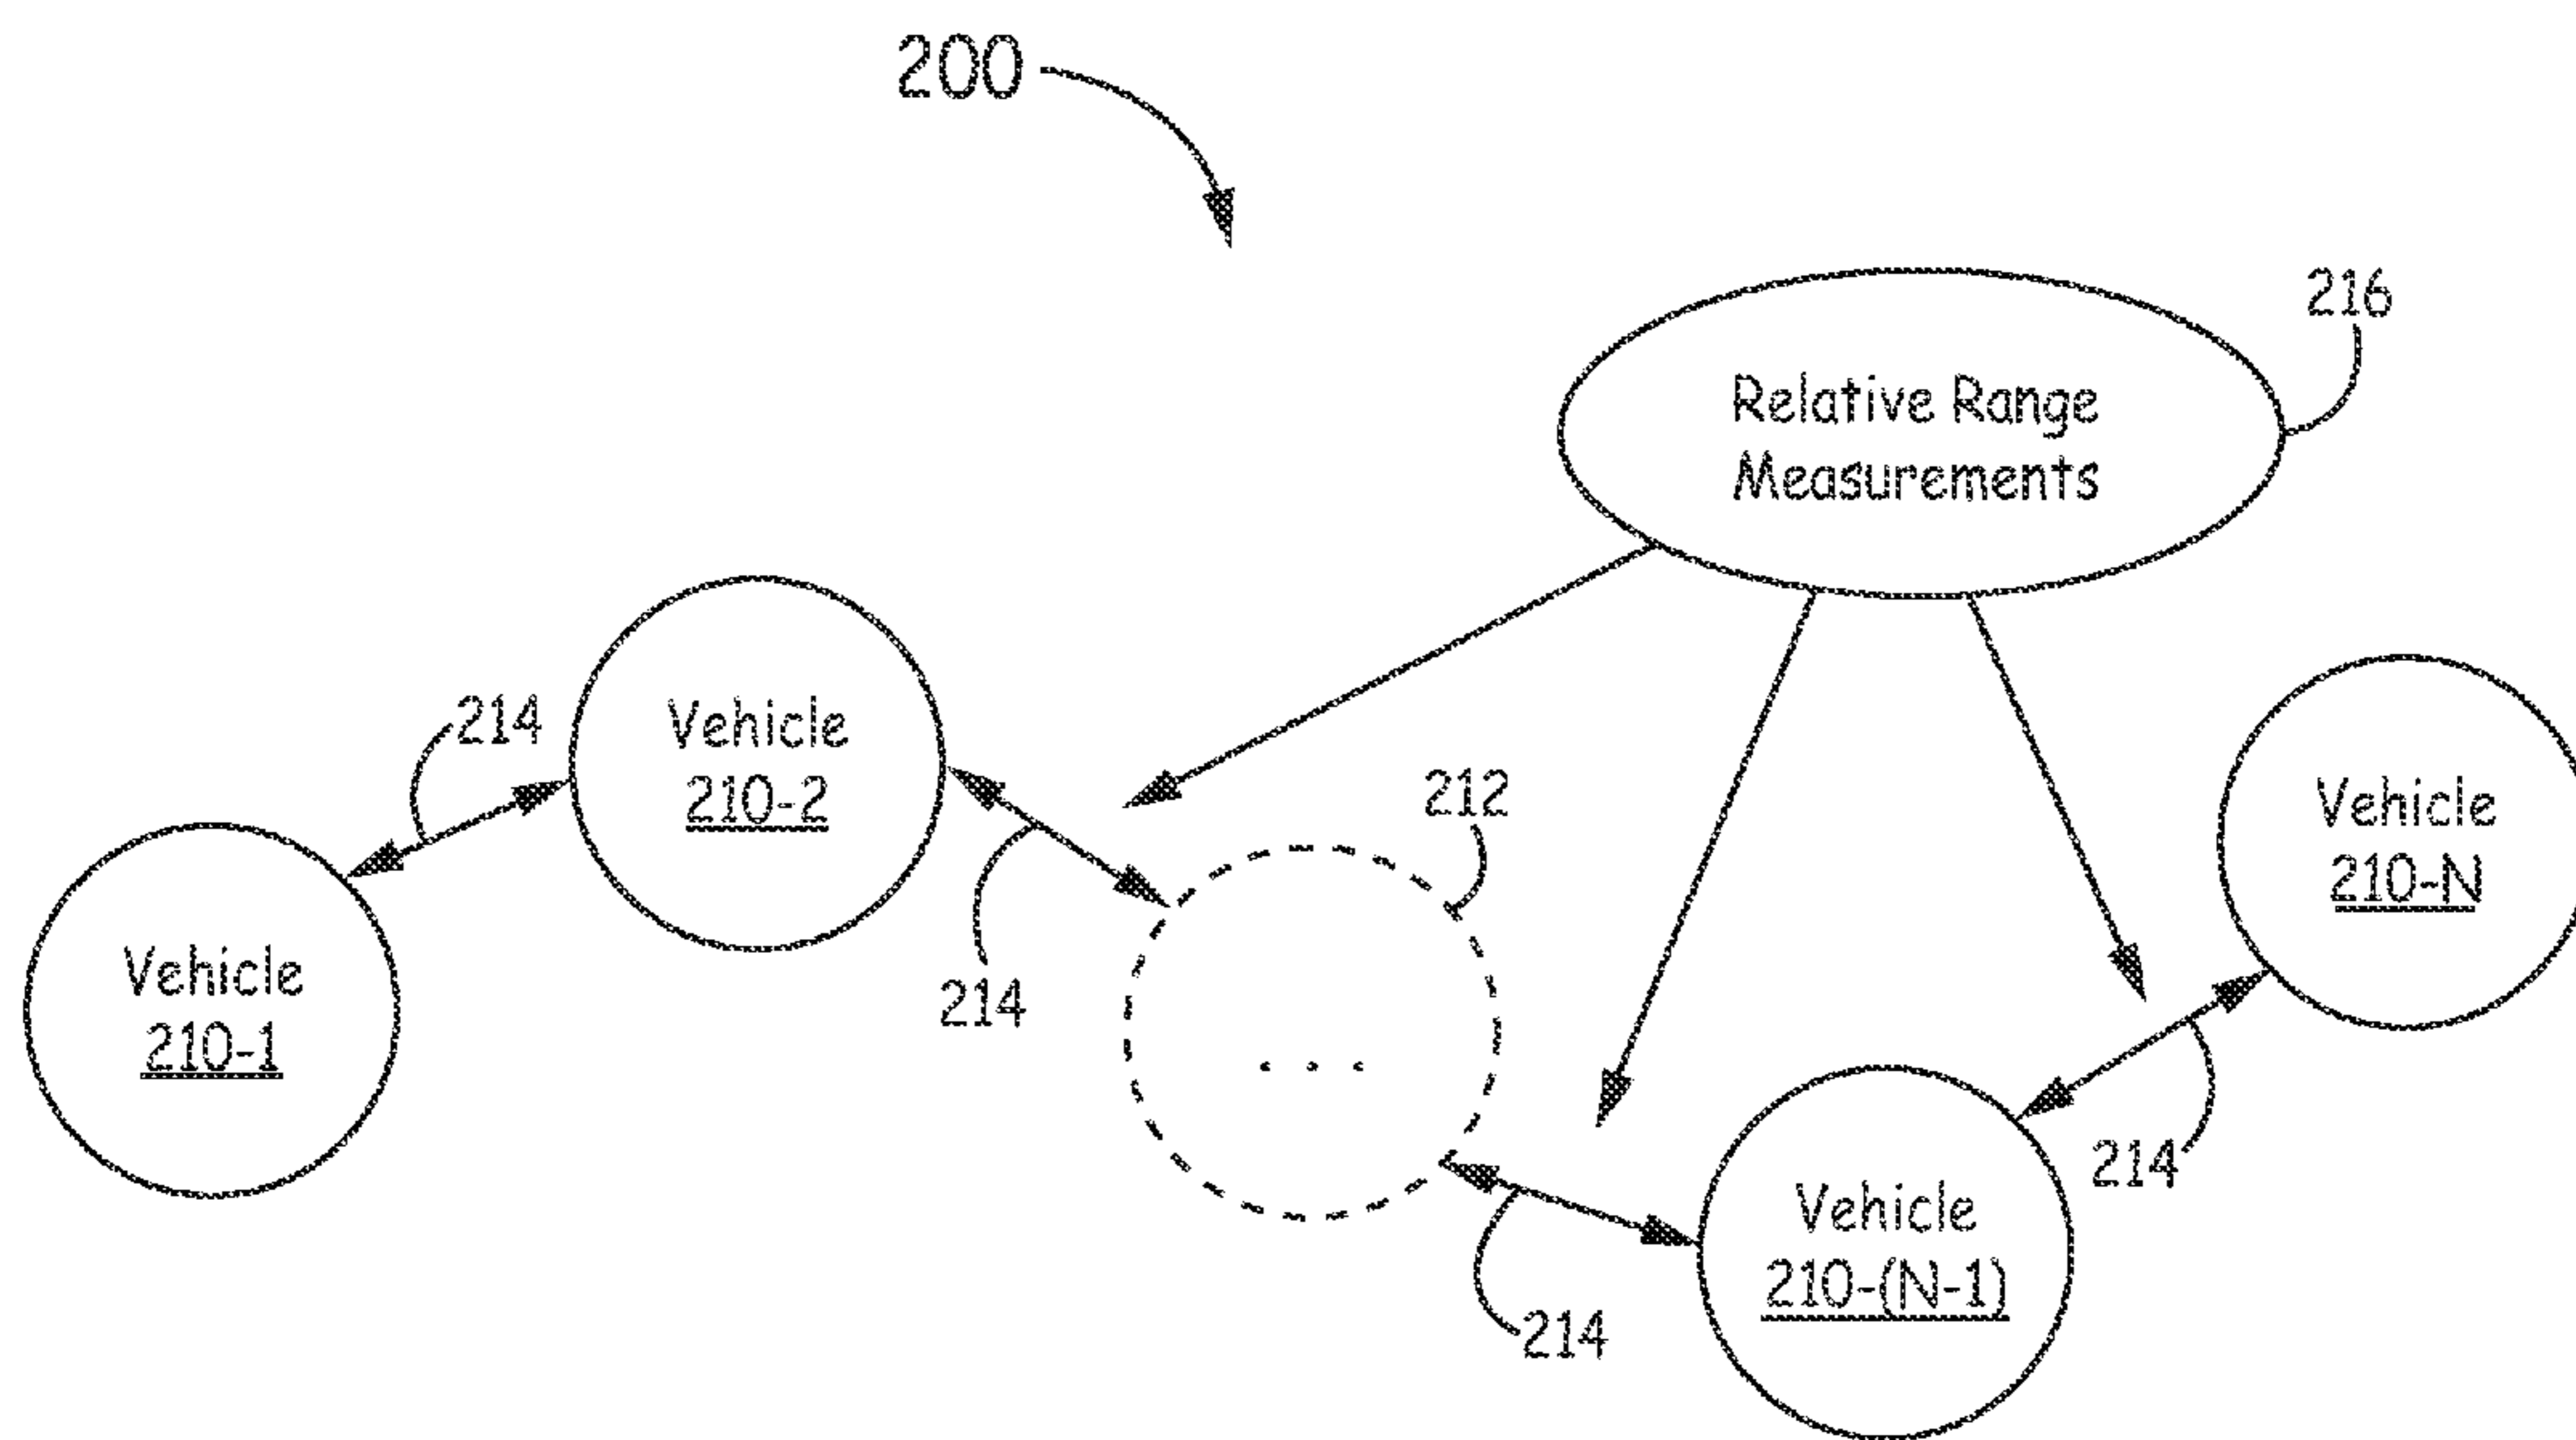 200
216
Relative Range
Measurements
214
Vehicle
210-2
212
Vehicle
210-N
Vehicle
210-1
214
. . .
214
Vehicle
210-(N-1)
214